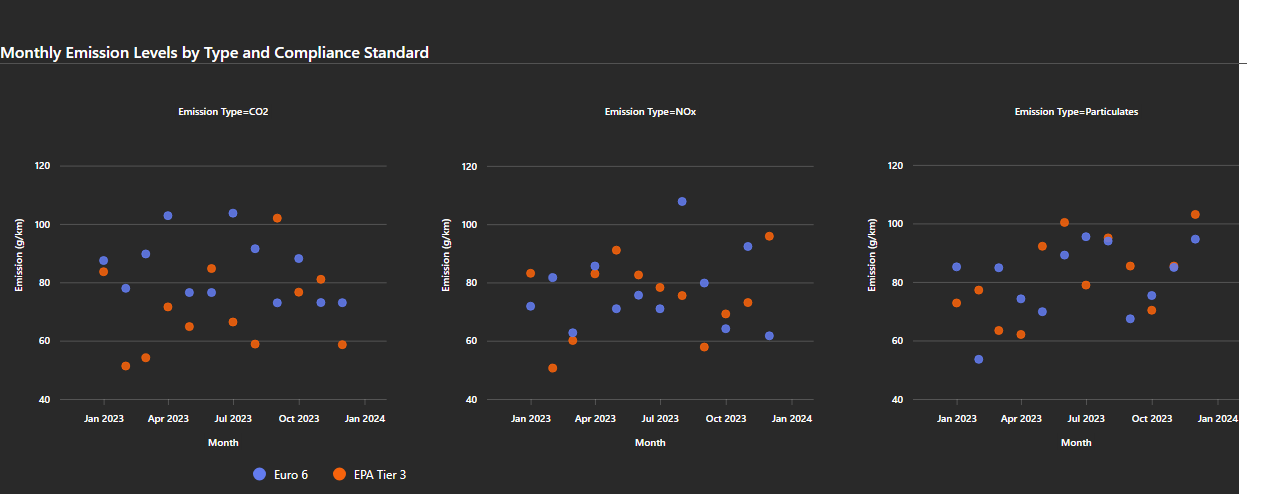 Monthly Emission Levels by Type and Compliance Standard
Emission Type=CO2
Emission (g/km)
120
100
80
60
40
Jan 2023 Apr 2023 Jul 2023 Oct 2023 Jan 2024
Month
Emission Type=NOx
Emission (g/km)
120
100
80
60
40
Jan 2023 Apr 2023 Jul 2023 Oct 2023 Jan 2024
Month
Emission Type=Particulates
Emission (g/km)
120
100
80
60
40
Jan 2023 Apr 2023 Jul 2023 Oct 2023 Jan 2024
Month
Euro 6 EPA Tier 3